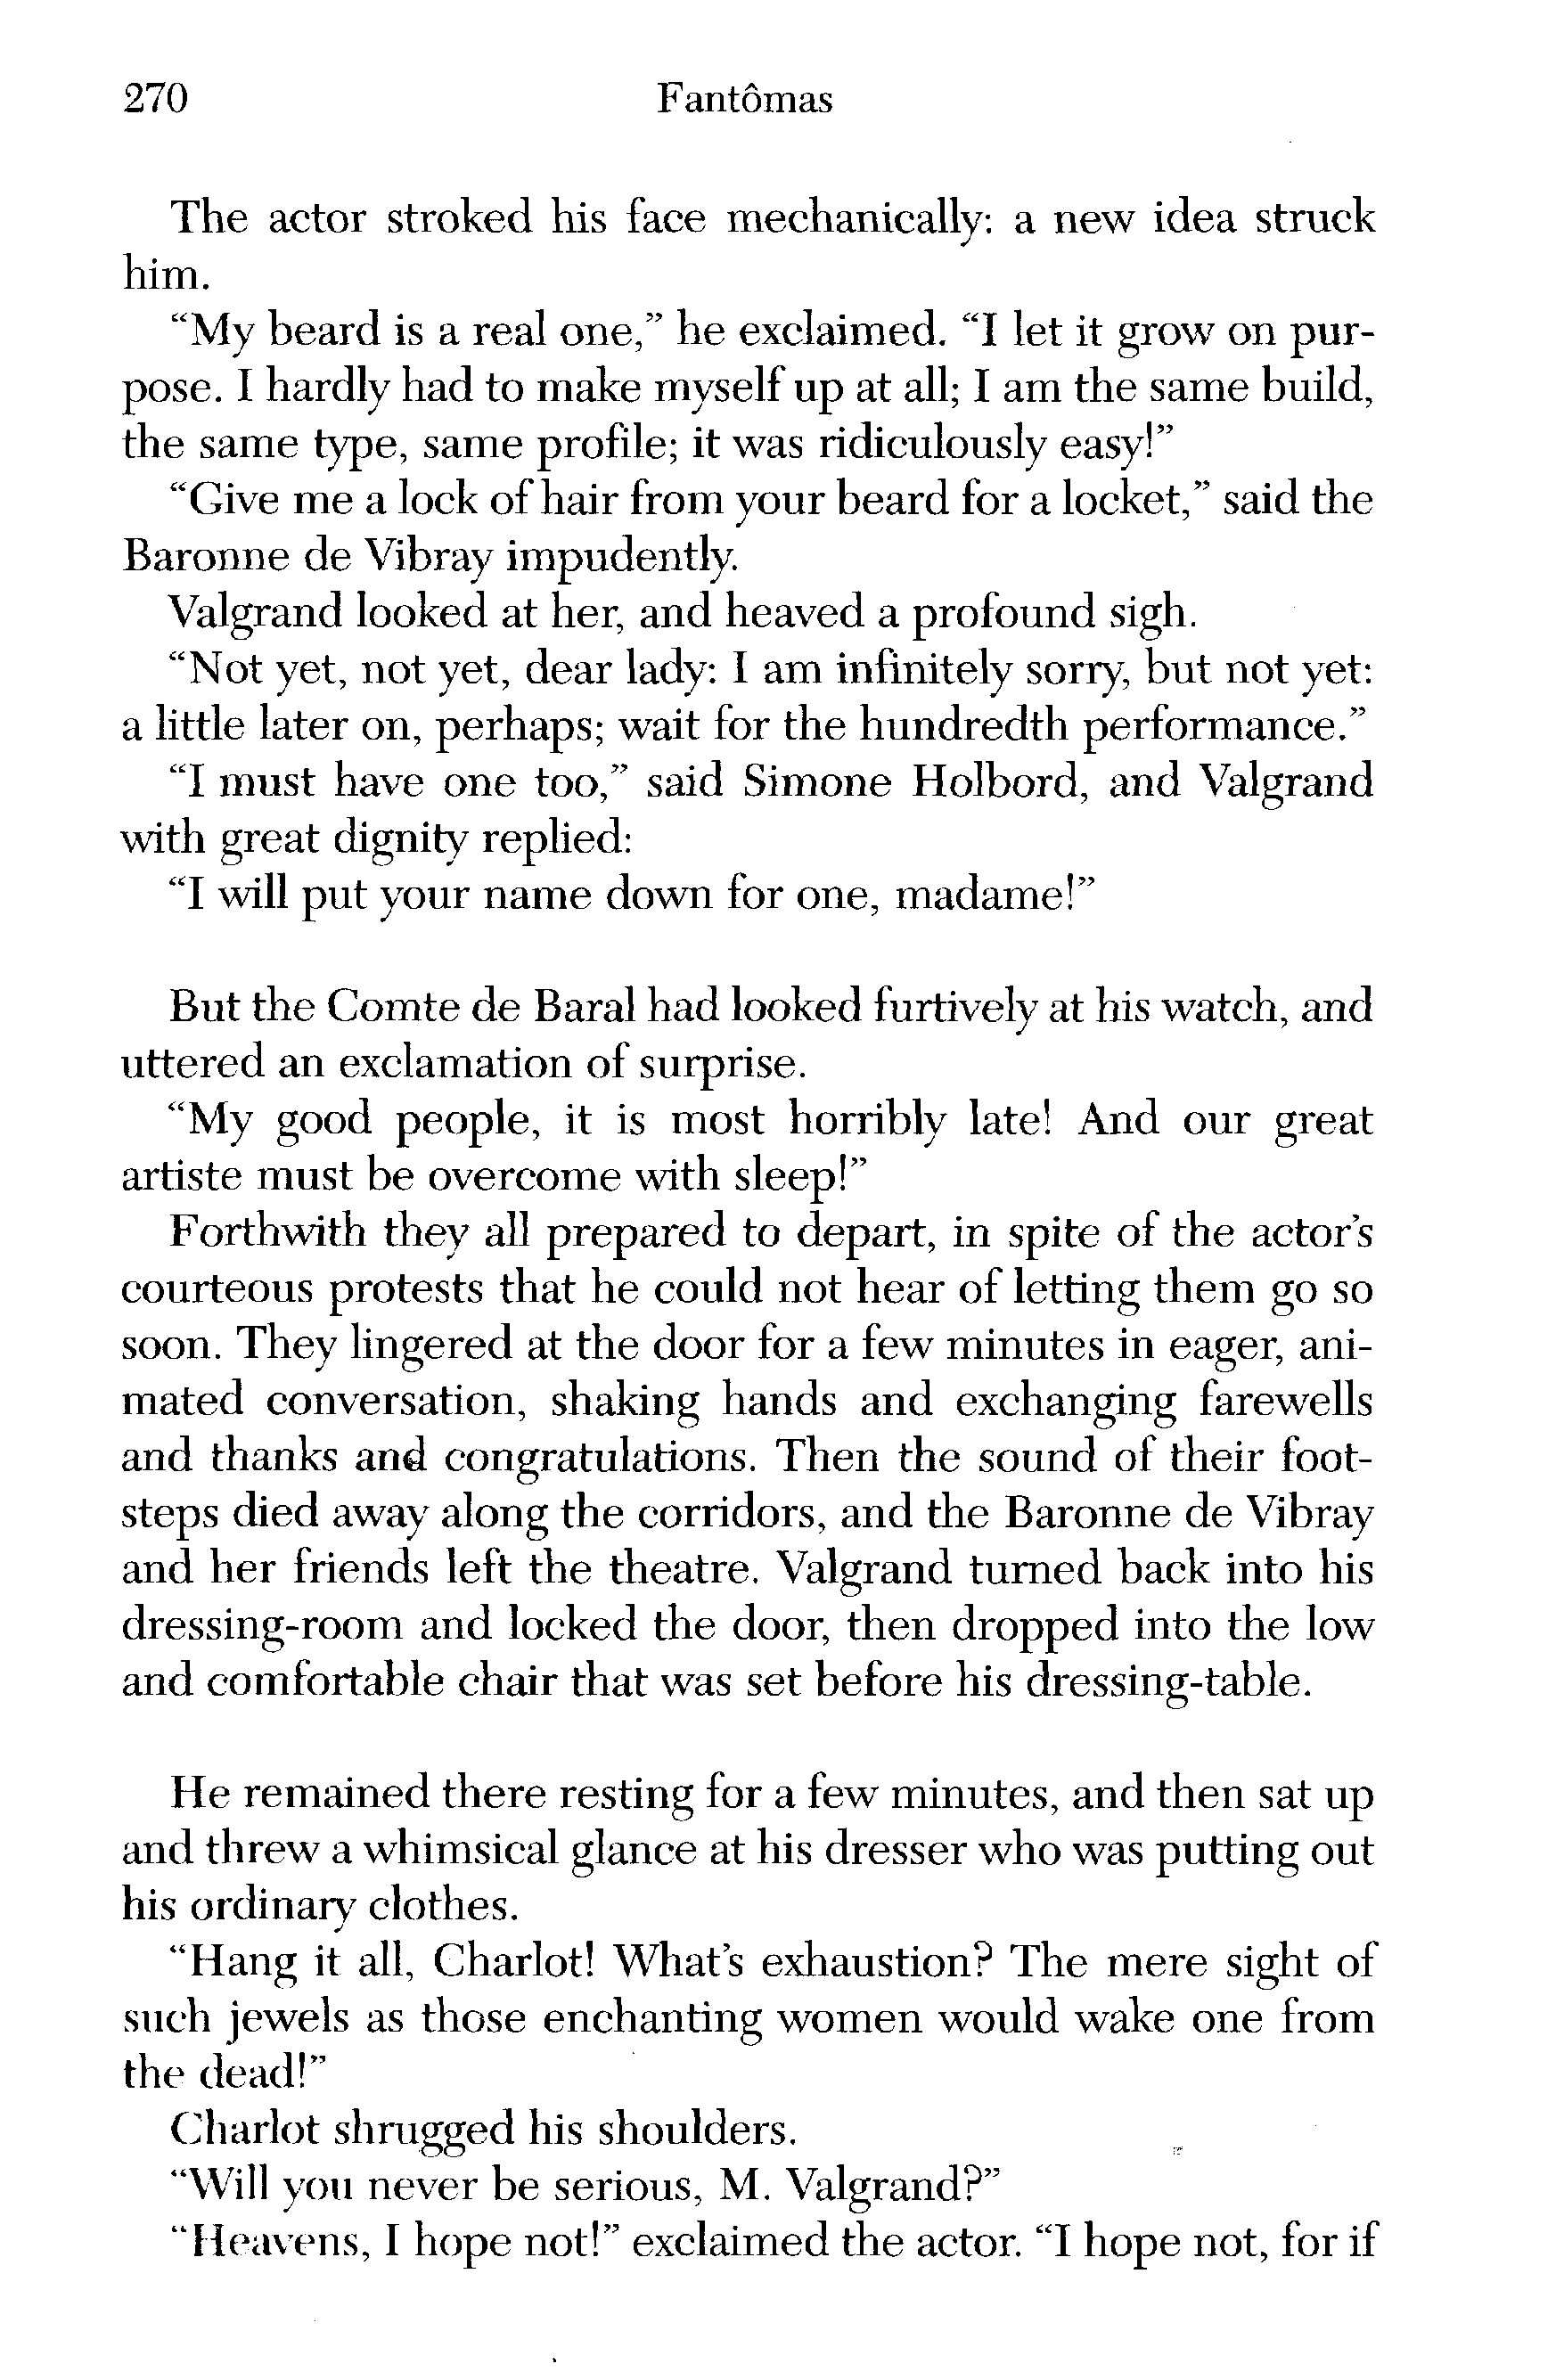 270 Fantômas
The actor stroked his face mechanically: a new idea struck
him.
“My beard is a real one,” he exclaimed. “I let it grow on pur-
pose. I hardly had to make myself up at all; I am the same build,
the same type, same profile; it was ridiculously easy!”
“Give me a lock of hair from your beard for a locket,” said the
Baronne de Vibray impudently.
Valgrand looked at her, and heaved a profound sigh.
“Not yet, not yet, dear lady: I am infinitely sorry, but not yet:
a little later on, perhaps; wait for the hundredth performance.”
“I must have one too,” said Simone Holbord, and Valgrand
with great dignity replied:
“I will put your name down for one, madame!”
But the Comte de Baral had looked furtively at his watch, and
uttered an exclamation of surprise.
“My good people, it is most horribly late! And our great
artiste must be overcome with sleep!”
Forthwith they all prepared to depart, in spite of the actor’s
courteous protests that he could not hear of letting them go so
soon. They lingered at the door for a few minutes in eager, ani-
mated conversation, shaking hands and exchanging farewells
and thanks and congratulations. Then the sound of their foot-
steps died away along the corridors, and the Baronne de Vibray
and her friends left the theatre. Valgrand turned back into his
dressing-room and locked the door, then dropped into the low
and comfortable chair that was set before his dressing-table.
He remained there resting for a few minutes, and then sat up
and threw a whimsical glance at his dresser who was putting out
his ordinary clothes.
“Hang it all, Charlot! What’s exhaustion? The mere sight of
such jewels as those enchanting women would wake one from
the dead!”
Charlot shrugged his shoulders.
“Will you never be serious, M. Valgrand?”
“Heavens, I hope not!” exclaimed the actor. “I hope not, for if